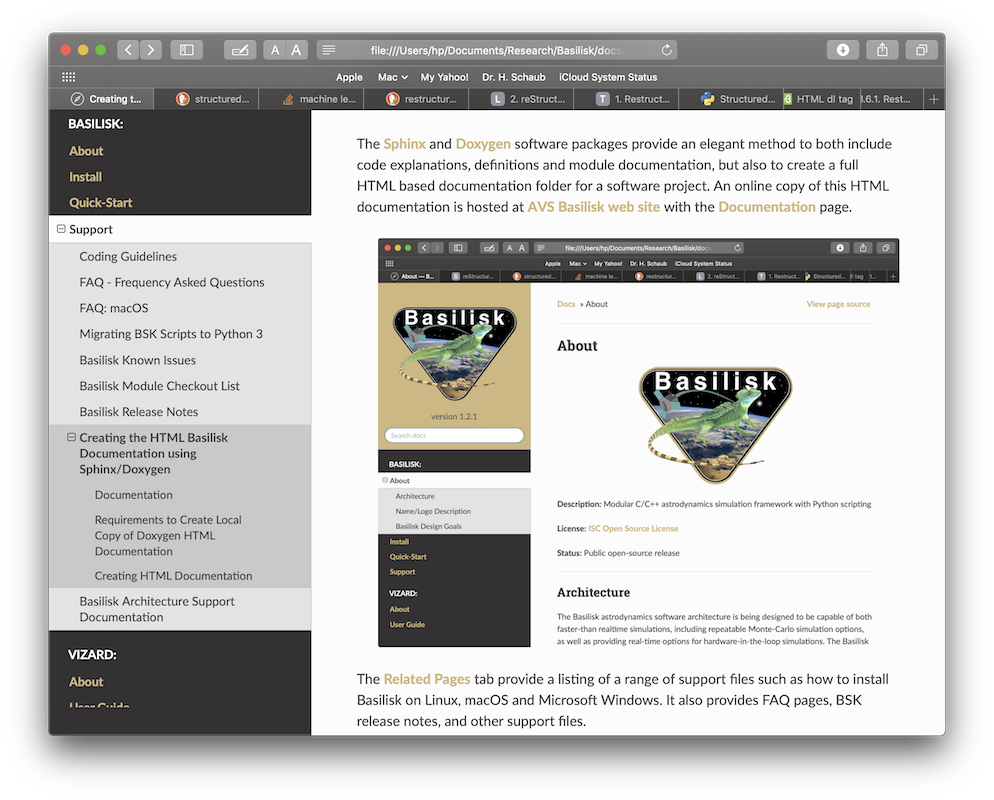 A A
file:///Users/hp/Documents/Research/Basilisk/docs
Apple Mac My Yahoo! Dr. H. Schaub iCloud System Status
Creating t... structured... machine le... restructur... L 2. reStruct... T 1. Restruct... Structured... HTML dl tag 3.6.1. Rest... +
BASILISK:
About
Install
Quick-Start
Support
Coding Guidelines
FAQ - Frequency Asked Questions
FAQ: macOS
Migrating BSK Scripts to Python 3
Basilisk Known Issues
Basilisk Module Checkout List
Basilisk Release Notes
Creating the HTML Basilisk
Documentation using
Sphinx/Doxygen
Documentation
Requirements to Create Local
Copy of Doxygen HTML
Documentation
Creating HTML Documentation
Basilisk Architecture Support
Documentation
VIZARD:
About
User Guide
The Sphinx and Doxygen software packages provide an elegant method to both include
code explanations, definitions and module documentation, but also to create a full
HTML based documentation folder for a software project. An online copy of this HTML
documentation is hosted at AVS Basilisk web site with the Documentation page.
A A
file:///Users/hp/Documents/Research/Basilisk/docs
Apple Mac My Yahoo! Dr. H. Schaub iCloud System Status
About — B... S reStructur... structured... machine le... restructur... L 2. reStruct... T 1. Restruct... Structured... ll tag +
Basilisk
version 1.2.1
Search docs
BASILISK:
About
Architecture
Name/Logo Description
Basilisk Design Goals
Install
Quick-Start
Support
VIZARD:
About
User Guide
Docs » About View page source
About
Basilisk
Description: Modular C/C++ astrodynamics simulation framework with Python scripting
License: ISC Open Source License
Status: Public open-source release
Architecture
The Basilisk astrodynamics software architecture is being designed to be capable of both
faster-than realtime simulations, including repeatable Monte-Carlo simulation options,
as well as providing real-time options for hardware-in-the-loop simulations. The Basilisk
The Related Pages tab provide a listing of a range of support files such as how to install
Basilisk on Linux, macOS and Microsoft Windows. It also provides FAQ pages, BSK
release notes, and other support files.